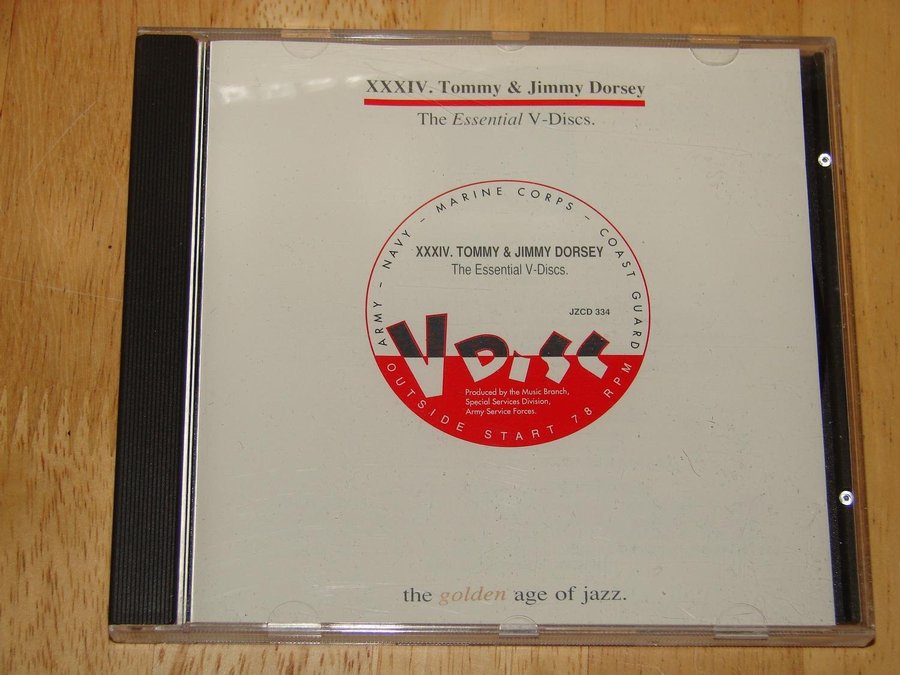 XXXIV. Tommy & Jimmy Dorsey
The Essential V-Discs.
ARMY - NAVY - MARINE CORPS - COAST GUARD
XXXIV. TOMMY & JIMMY DORSEY
The Essential V-Discs.
JZCD 334
V DiSC
Produced by the Music Branch,
Special Services Division,
Army Service Forces.
OUTSIDE START 78 RPM
the golden age of jazz.